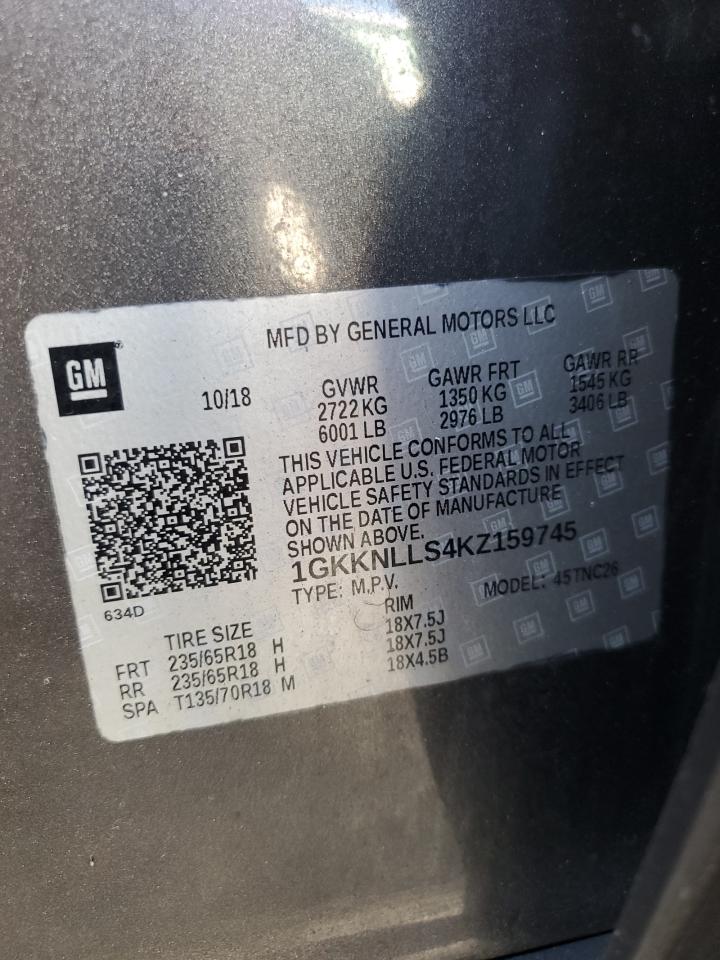 MFD BY GENERAL MOTORS LLC
GM
10/18
GVWR
2722 KG
6001 LB
GAWR FRT
1350 KG
2976 LB
GAWR RR
1545 KG
3406 LB
THIS VEHICLE CONFORMS TO ALL
APPLICABLE U.S. FEDERAL MOTOR
VEHICLE SAFETY STANDARDS IN EFFECT
ON THE DATE OF MANUFACTURE
SHOWN ABOVE.
1GKKNLLS4KZ159745
TYPE: M.P.V.
MODEL: 45TNC26
634D
TIRE SIZE RIM
FRT 235/65R18 H 18X7.5J
RR 235/65R18 H 18X7.5J
SPA T135/70R18 M 18X4.5B